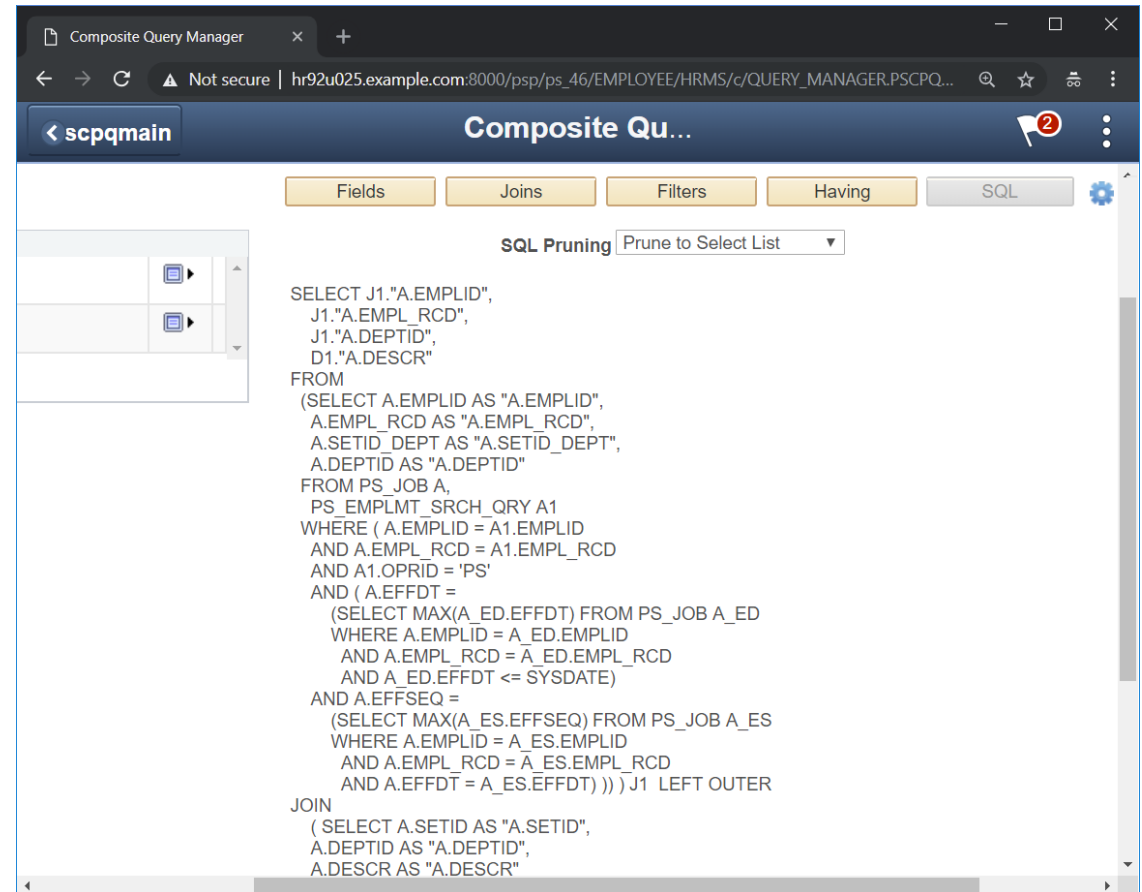 Composite Query Manager
Not secure | hr92u025.example.com:8000/psp/ps_46/EMPLOYEE/HRMS/c/QUERY_MANAGER.PSCPQ...
scpqmain
Composite Qu...
2
Fields Joins Filters Having SQL
SQL Pruning Prune to Select List
SELECT J1."A.EMPLID",
J1."A.EMPL_RCD",
J1."A.DEPTID",
D1."A.DESCR"
FROM
(SELECT A.EMPLID AS "A.EMPLID",
A.EMPL_RCD AS "A.EMPL_RCD",
A.SETID_DEPT AS "A.SETID_DEPT",
A.DEPTID AS "A.DEPTID"
FROM PS_JOB A,
PS_EMPLMT_SRCH_QRY A1
WHERE ( A.EMPLID = A1.EMPLID
AND A.EMPL_RCD = A1.EMPL_RCD
AND A1.OPRID = 'PS'
AND ( A.EFFDT =
(SELECT MAX(A_ED.EFFDT) FROM PS_JOB A_ED
WHERE A.EMPLID = A_ED.EMPLID
AND A.EMPL_RCD = A_ED.EMPL_RCD
AND A_ED.EFFDT <= SYSDATE)
AND A.EFFSEQ =
(SELECT MAX(A_ES.EFFSEQ) FROM PS_JOB A_ES
WHERE A.EMPLID = A_ES.EMPLID
AND A.EMPL_RCD = A_ES.EMPL_RCD
AND A.EFFDT = A_ES.EFFDT) )) ) J1 LEFT OUTER
JOIN
( SELECT A.SETID AS "A.SETID",
A.DEPTID AS "A.DEPTID",
A.DESCR AS "A.DESCR"